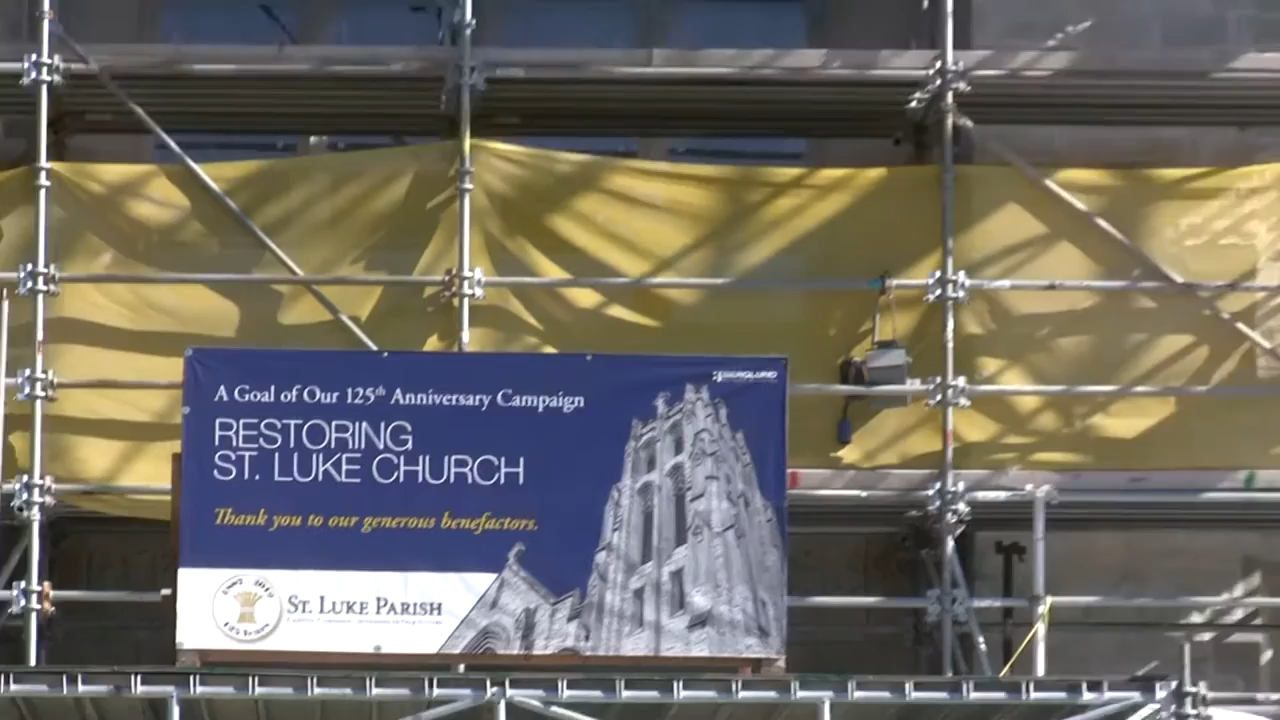 A Goal of Our 125th Anniversary Campaign
RESTORING
ST. LUKE CHURCH
Thank you to our generous benefactors.
ST. LUKE PARISH